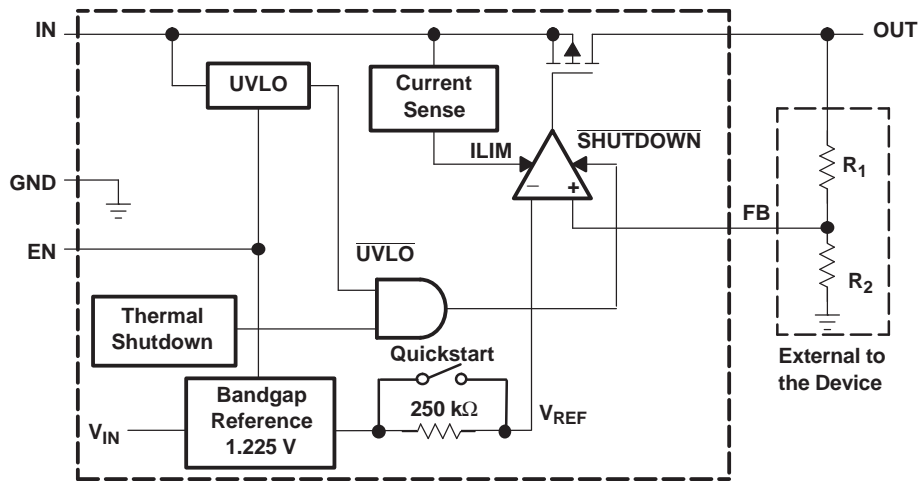 IN
OUT
UVLO
Current
Sense
SHUTDOWN
ILIM
R1
GND
− +
FB
EN
UVLO
R2
Thermal
Shutdown
Quickstart
External to
the Device
Bandgap
Reference
1.225 V
250 kΩ
VREF
VIN